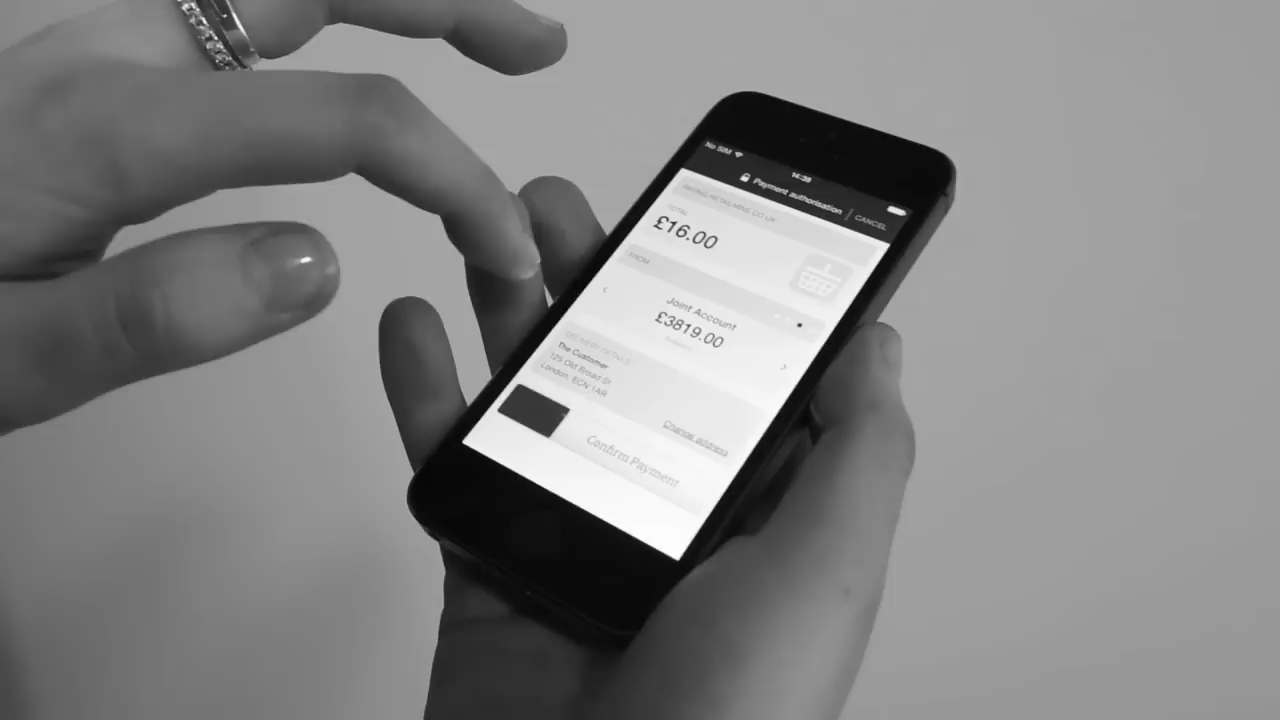 No SIM
14:39
Payment authorisation | CANCEL
TOTAL
£16.00
FROM
Joint Account
£3819.00
DELIVERY DETAILS
The Customer
125 Old Broad St
London, ECN 1AR
Change address
Confirm Payment